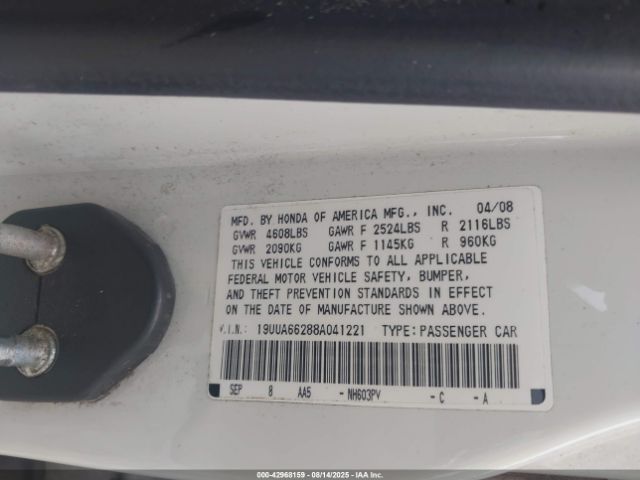 MFD. BY HONDA OF AMERICA MFG., INC. 04/08
GVWR 4608LBS GAWR F 2524LBS R 2116LBS
GVWR 2090KG GAWR F 1145KG R 960KG
THIS VEHICLE CONFORMS TO ALL APPLICABLE
FEDERAL MOTOR VEHICLE SAFETY, BUMPER,
AND THEFT PREVENTION STANDARDS IN EFFECT
ON THE DATE OF MANUFACTURE SHOWN ABOVE.
V.I.N.: 19UUA66288A041221 TYPE: PASSENGER CAR
SEP 8 AA5 -NH603PV -C -A
000-42968159 | 08/14/2025 | IAAI.COM